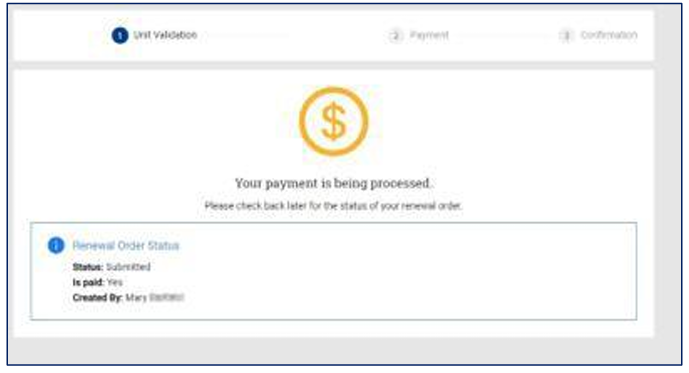 1 Unit Validation
2 Payment
3 Confirmation
$
Your payment is being processed.
Please check back later for the status of your renewal order.
i Renewal Order Status
Status: Submitted
Is paid: Yes
Created By: Mary